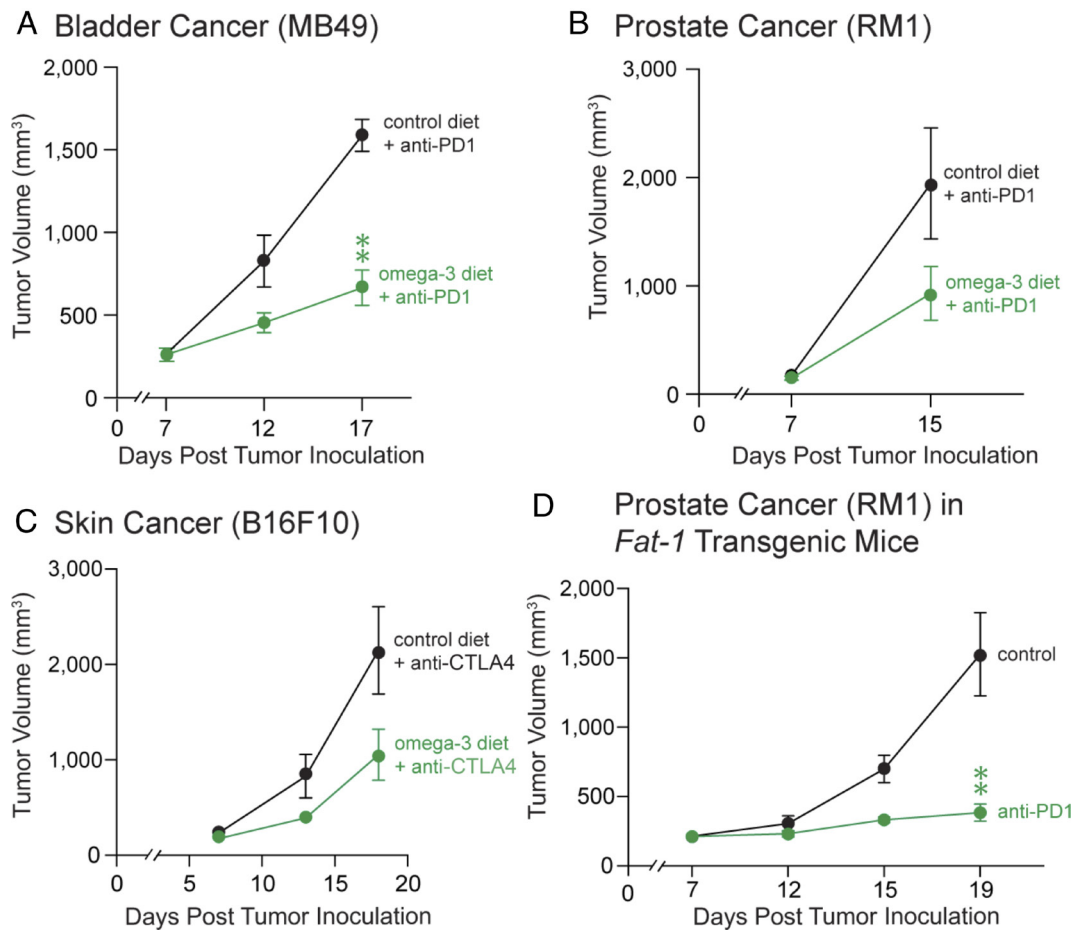 A Bladder Cancer (MB49)
2,000
1,500
1,000
500
0
Tumor Volume (mm³)
control diet
+ anti-PD1
**
omega-3 diet
+ anti-PD1
0 7 12 17
Days Post Tumor Inoculation
B Prostate Cancer (RM1)
3,000
2,000
1,000
0
Tumor Volume (mm³)
control diet
+ anti-PD1
omega-3 diet
+ anti-PD1
0 7 15
Days Post Tumor Inoculation
C Skin Cancer (B16F10)
3,000
2,000
1,000
0
Tumor Volume (mm³)
control diet
+ anti-CTLA4
omega-3 diet
+ anti-CTLA4
0 5 10 15 20
Days Post Tumor Inoculation
D Prostate Cancer (RM1) in
Fat-1 Transgenic Mice
2,000
1,500
1,000
500
0
Tumor Volume (mm³)
control
**
anti-PD1
0 7 12 15 19
Days Post Tumor Inoculation